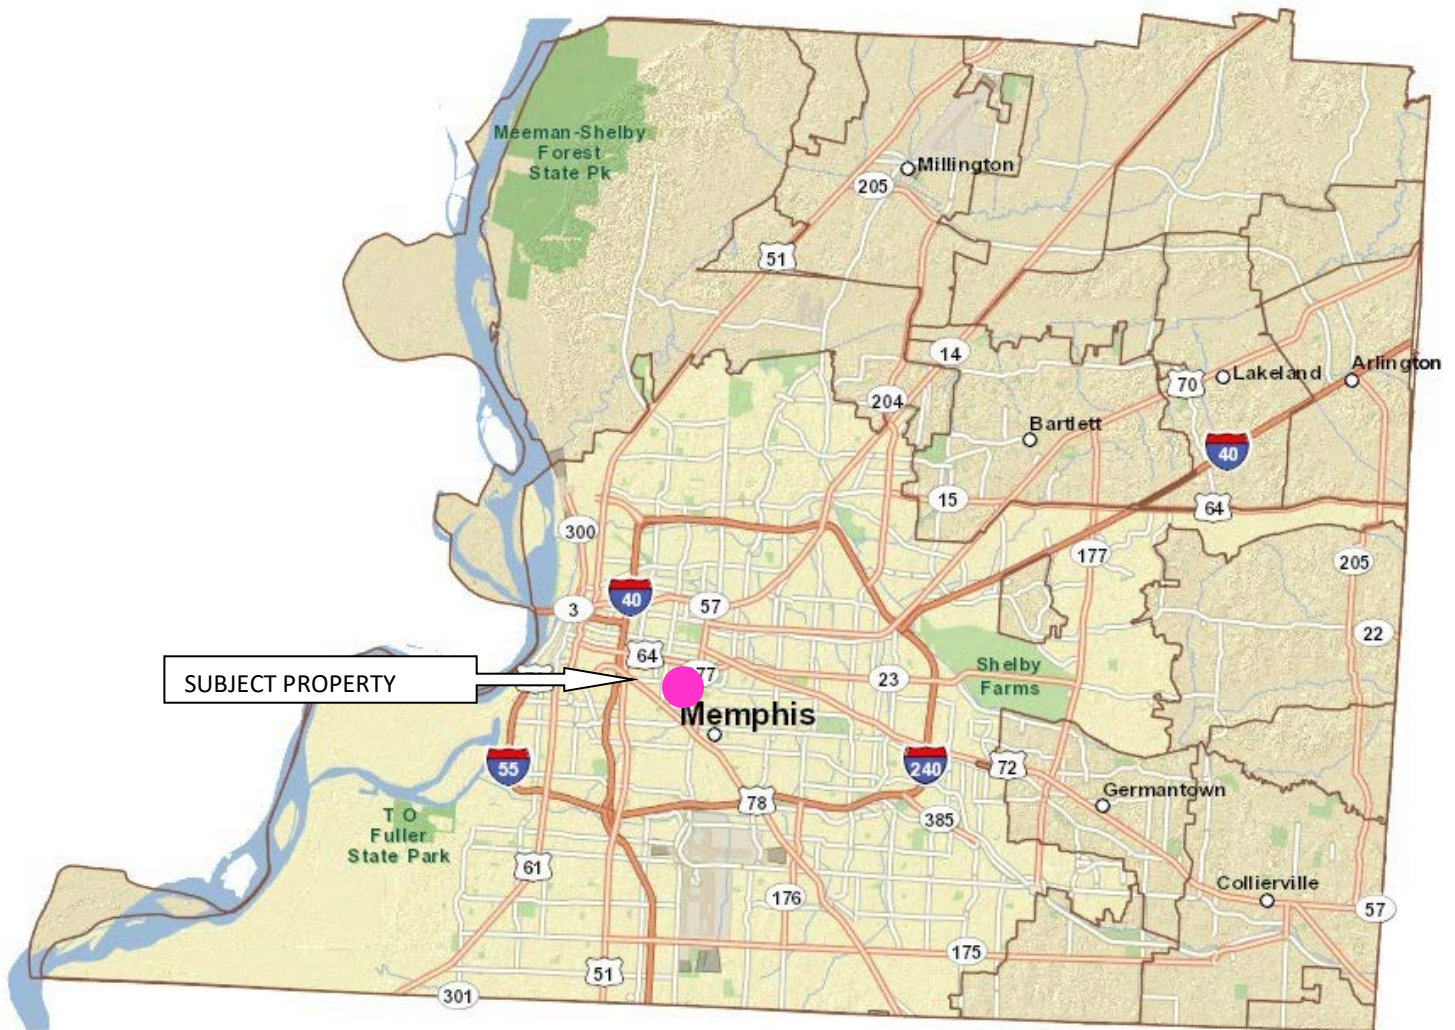 Meeman-Shelby
Forest
State Pk
Millington
205
51
14
Arlington
Lakeland
70
204
Bartlett
40
15
64
300
177
205
40
57
3
22
64
Shelby
Farms
77
23
SUBJECT PROPERTY
Memphis
55
240
72
Germantown
78
T O
Fuller
State Park
385
61
Collierville
176
57
175
51
301